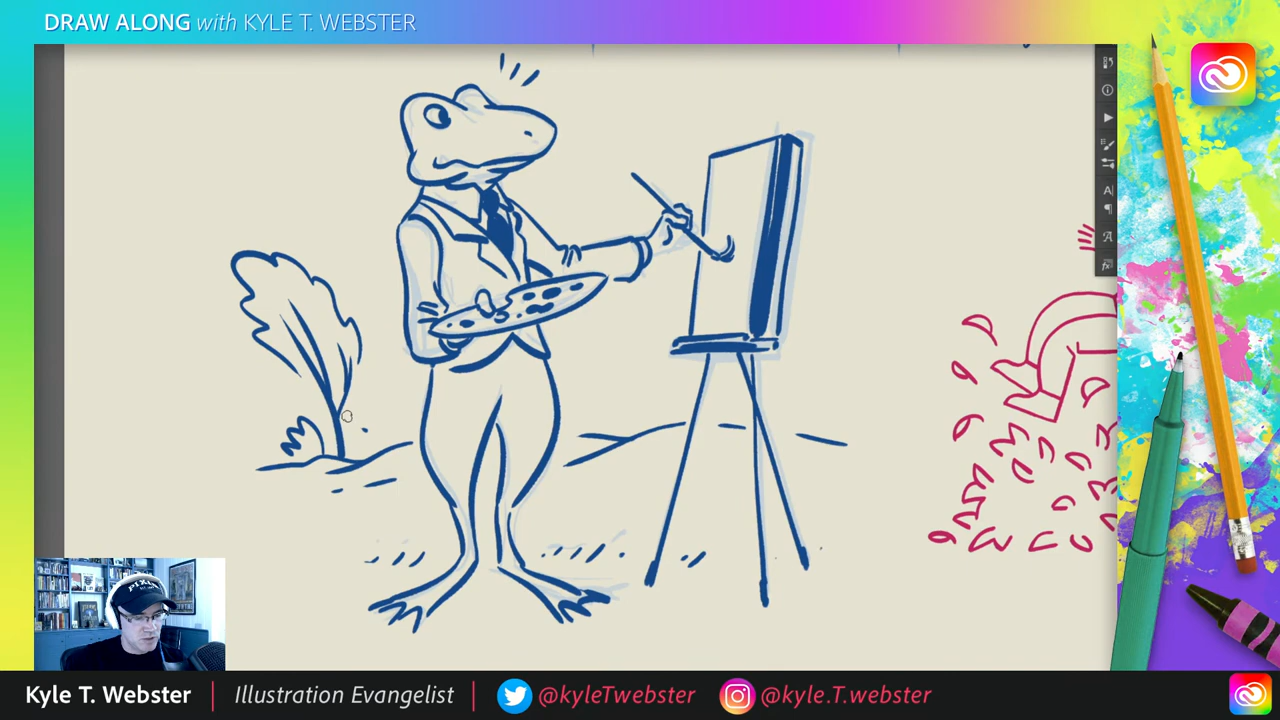 DRAW ALONG with KYLE T. WEBSTER
Kyle T. Webster | Illustration Evangelist | @kyleTwebster @kyle.T.webster